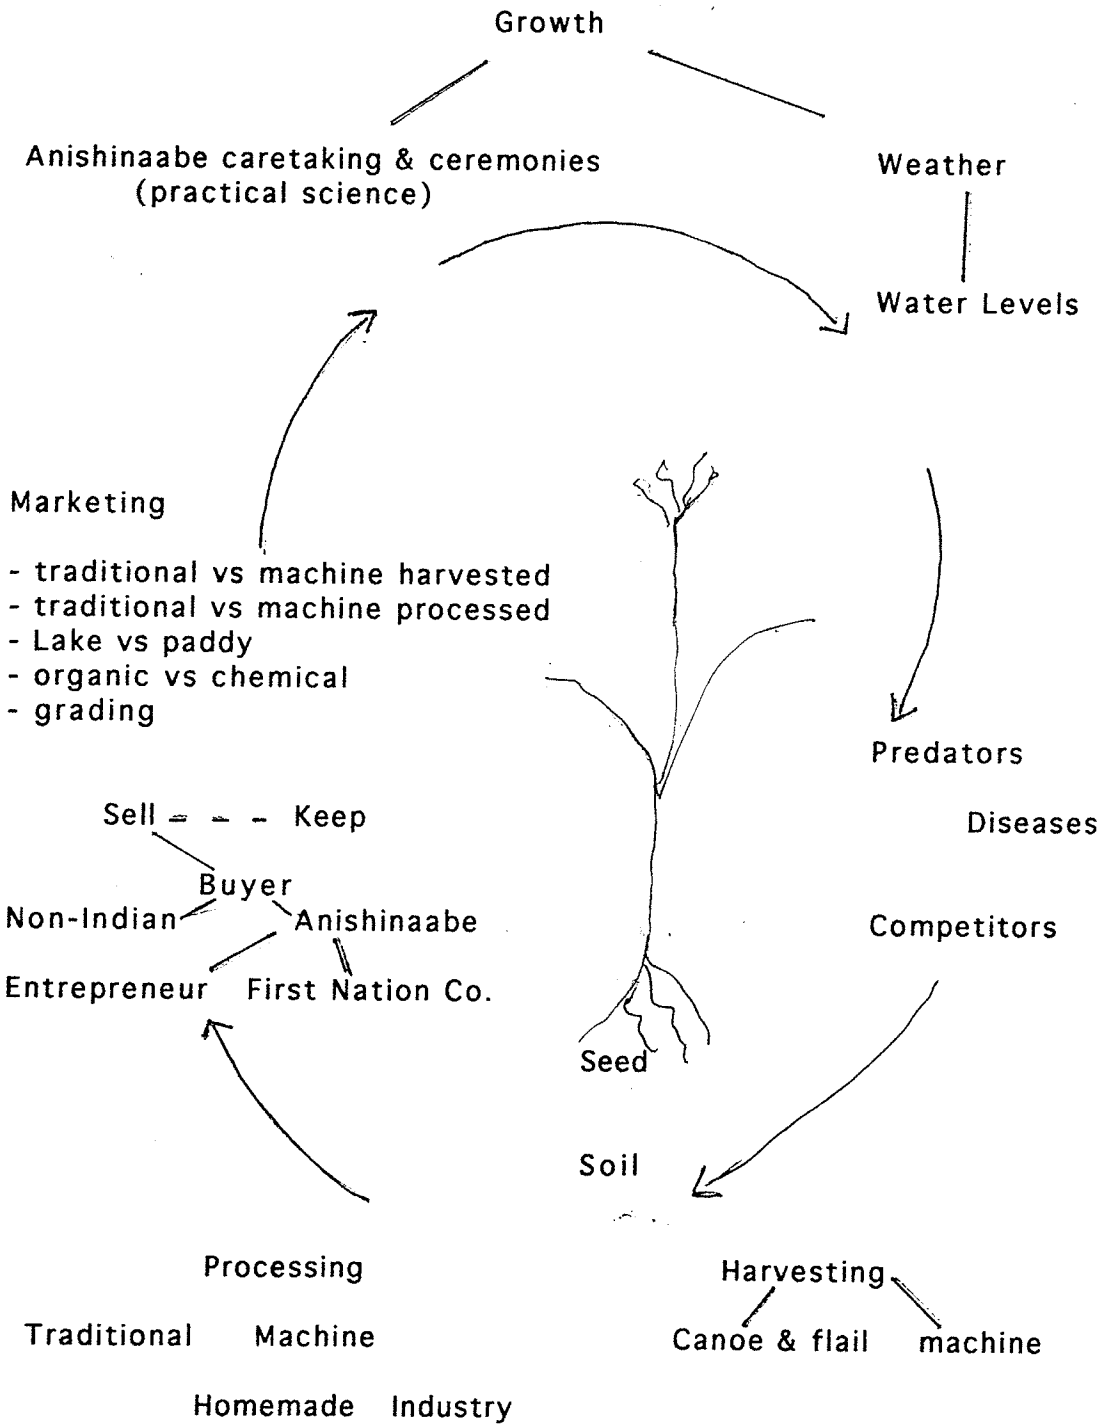 Growth
Anishinaabe caretaking & ceremonies
(practical science)
Weather
Water Levels
Marketing
- traditional vs machine harvested
- traditional vs machine processed
- Lake vs paddy
- organic vs chemical
- grading
Predators
Diseases
Sell - - - Keep
Buyer
Non-Indian Anishinaabe
Competitors
Entrepreneur First Nation Co.
Seed
Soil
Processing
Traditional Machine
Homemade Industry
Harvesting
Canoe & flail machine